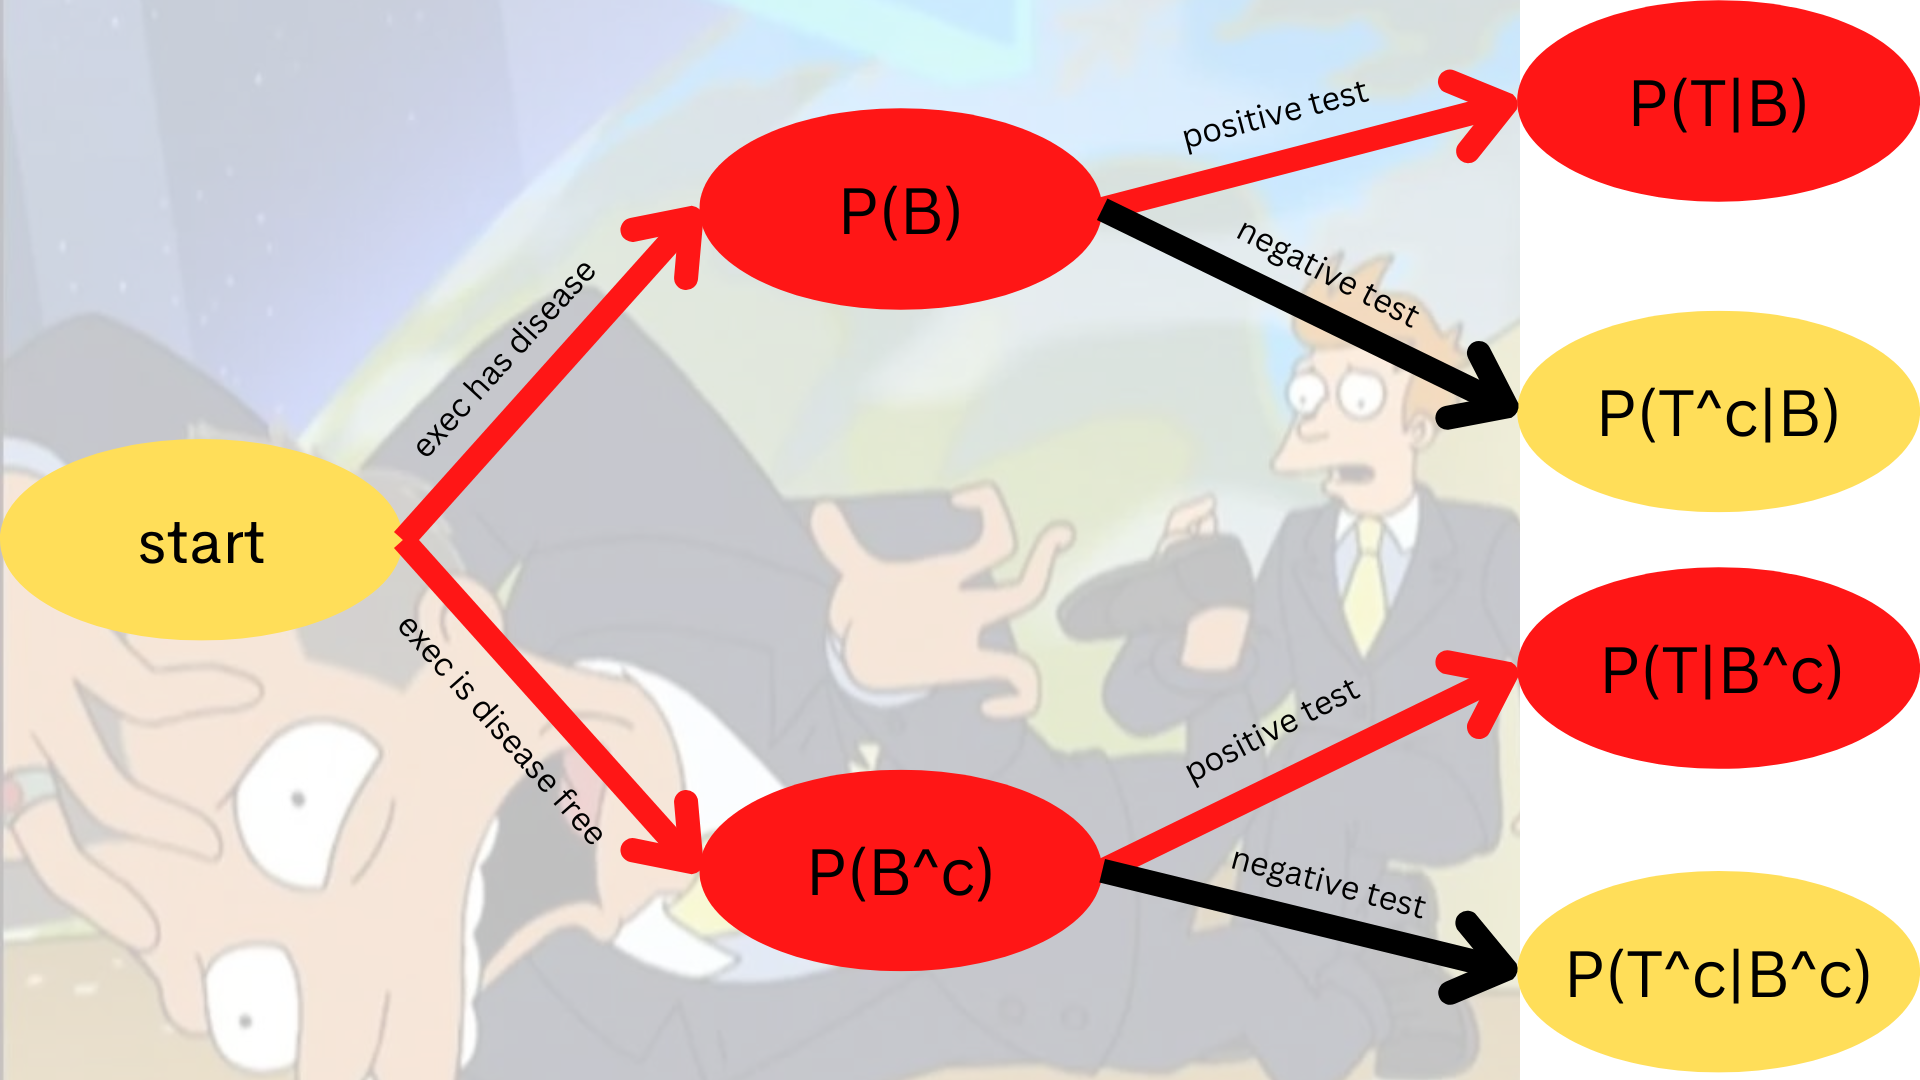 P(T|B)
positive test
P(B)
negative test
exec has disease
P(T^c|B)
start
exec is disease free
P(T|B^c)
positive test
P(B^c)
negative test
P(T^c|B^c)